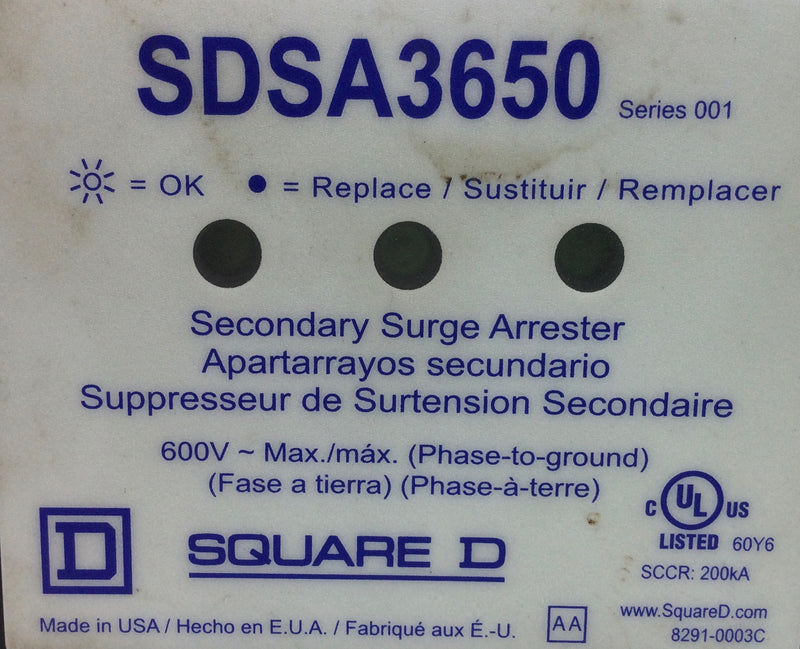 SDSA3650 Series 001
= OK ● = Replace / Sustituir / Remplacer
Secondary Surge Arrester
Apartarrayos secundario
Suppresseur de Surtension Secondaire
600V ~ Max./máx. (Phase-to-ground)
(Fase a tierra) (Phase-à-terre)
C UL US
LISTED 60Y6
D SQUARE D
SCCR: 200kA
Made in USA / Hecho en E.U.A. / Fabriqué aux É.-U.
AA
www.SquareD.com
8291-0003C